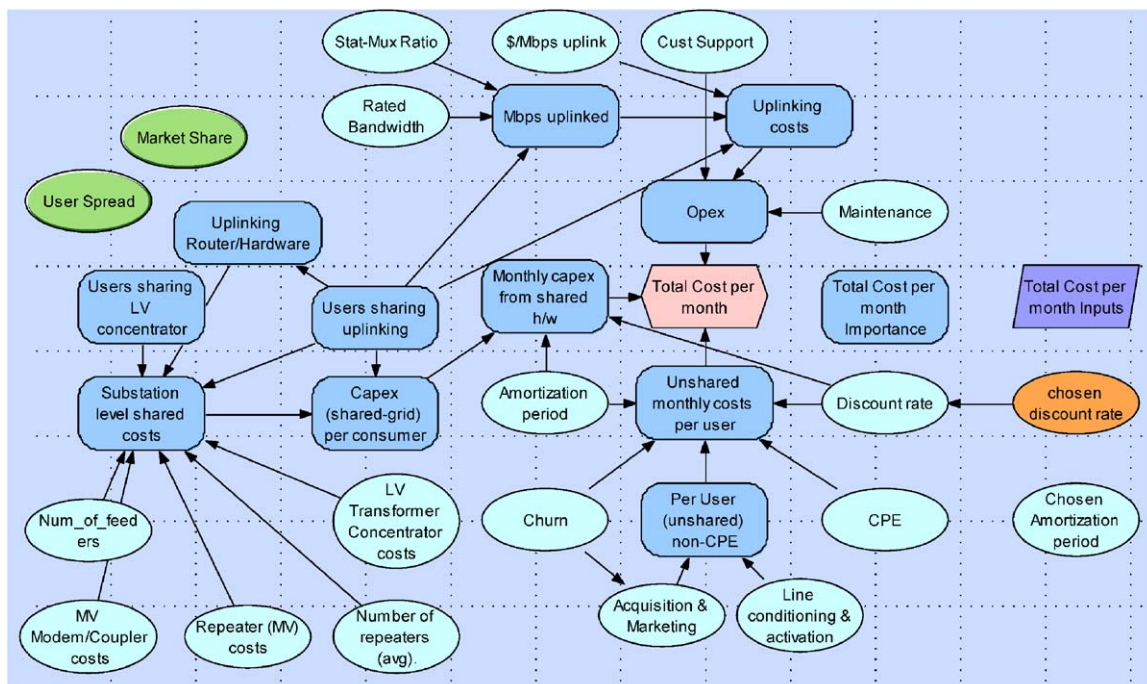 Stat-Mux Ratio
$/Mbps uplink
Cust Support
Rated
Bandwidth
Mbps uplinked
Uplinking
costs
Market Share
User Spread
Uplinking
Router/Hardware
Opex
Maintenance
Users sharing
LV
concentrator
Users sharing
uplinking
Monthly capex
from shared
h/w
Total Cost per
month
Total Cost per
month
Importance
Total Cost per
month Inputs
Substation
level shared
costs
Capex
(shared-grid)
per consumer
Amortization
period
Unshared
monthly costs
per user
Discount rate
chosen
discount rate
Num_of_feed
ers
LV
Transformer
Concentrator
costs
Churn
Per User
(unshared)
non-CPE
CPE
Chosen
Amortization
period
MV
Modem/Coupler
costs
Repeater (MV)
costs
Number of
repeaters
(avg).
Acquisition &
Marketing
Line
conditioning &
activation